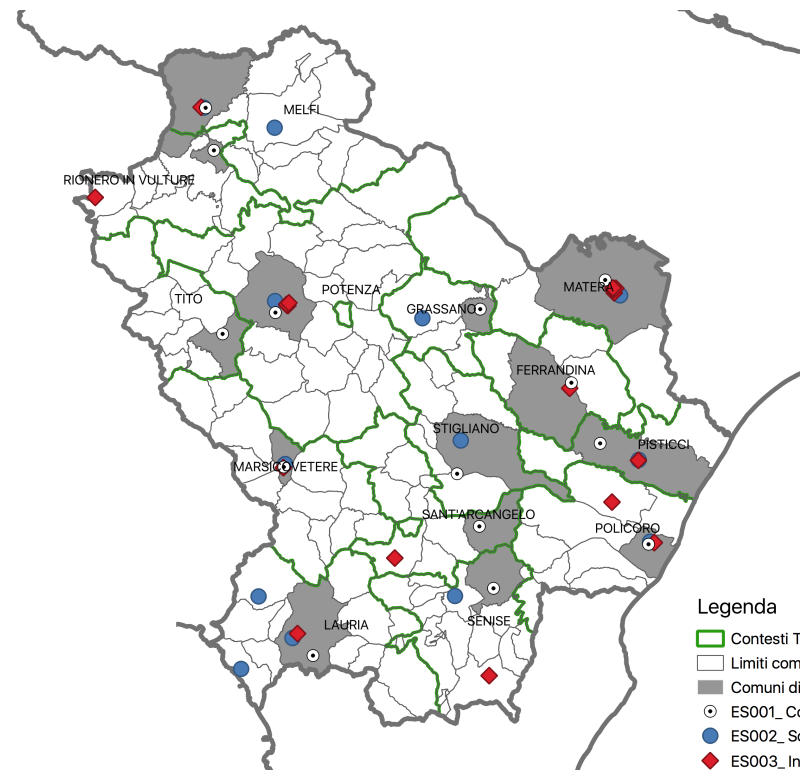 MELFI
RIONERO IN VULTURE
MATERA
TITO
POTENZA
GRASSANO
FERRANDINA
STIGLIANO
PISTICCI
MARSICOVETERE
SANT'ARCANGELO
POLICORO
LAURIA
SENISE
Legenda
Contesti T
Limiti com
Comuni di
ES001_ Co
ES002_ Sc
ES003_ In